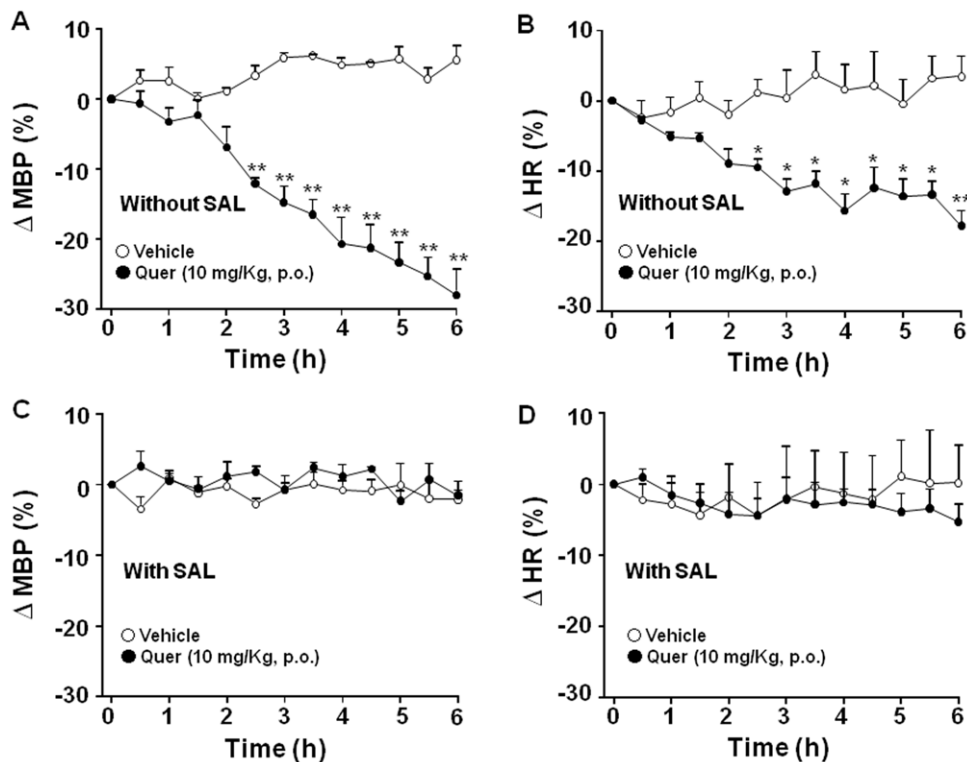 A
Δ MBP (%)
10
0
-10
-20
-30
** ** ** ** ** ** ** **
Without SAL
Vehicle
Quer (10 mg/Kg, p.o.)
0 1 2 3 4 5 6
Time (h)
B
Δ HR (%)
10
0
-10
-20
-30
* * * * * * * **
Without SAL
Vehicle
Quer (10 mg/Kg, p.o.)
0 1 2 3 4 5 6
Time (h)
C
Δ MBP (%)
10
0
-10
-20
-30
With SAL
Vehicle
Quer (10 mg/Kg, p.o.)
0 1 2 3 4 5 6
Time (h)
D
Δ HR (%)
10
0
-10
-20
-30
With SAL
Vehicle
Quer (10 mg/Kg, p.o.)
0 1 2 3 4 5 6
Time (h)